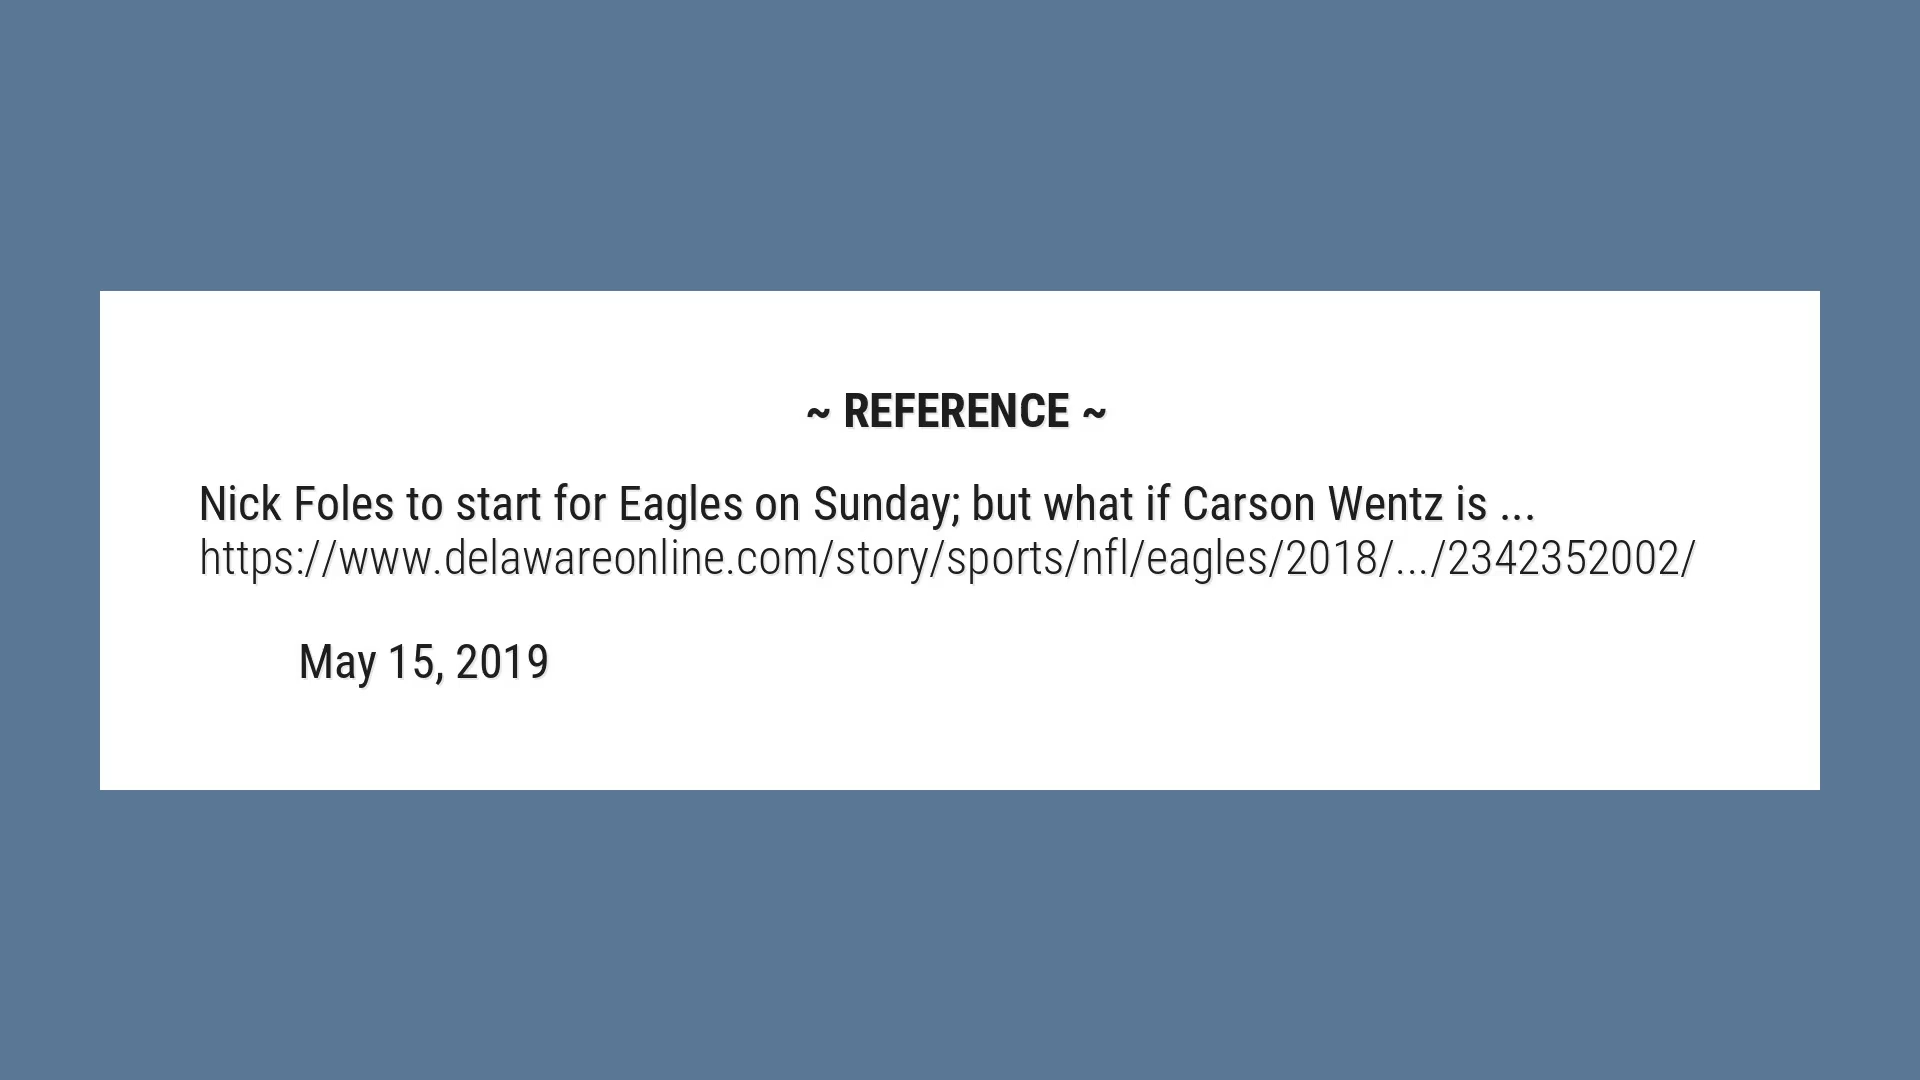 ~ REFERENCE ~
Nick Foles to start for Eagles on Sunday; but what if Carson Wentz is ...
https://www.delawareonline.com/story/sports/nfl/eagles/2018/.../2342352002/
May 15, 2019